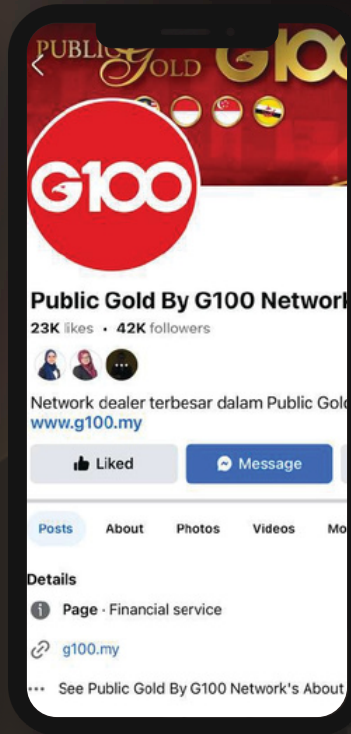 PUBLIC GOLD G100
G100
Public Gold By G100 Network
23K likes · 42K followers
Network dealer terbesar dalam Public Gold
www.g100.my
Liked
Message
Posts
About
Photos
Videos
Mo
Details
Page · Financial service
g100.my
See Public Gold By G100 Network's About